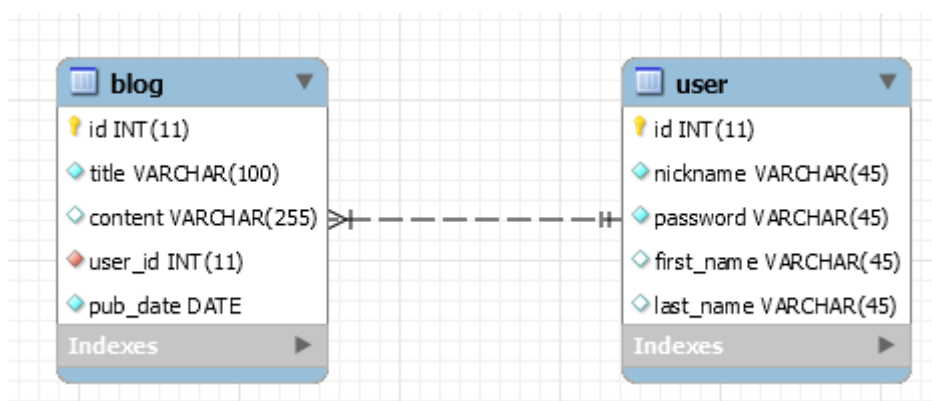 blog
id INT(11)
title VARCHAR(100)
content VARCHAR(255)
user_id INT(11)
pub_date DATE
Indexes
user
id INT(11)
nickname VARCHAR(45)
password VARCHAR(45)
first_name VARCHAR(45)
last_name VARCHAR(45)
Indexes